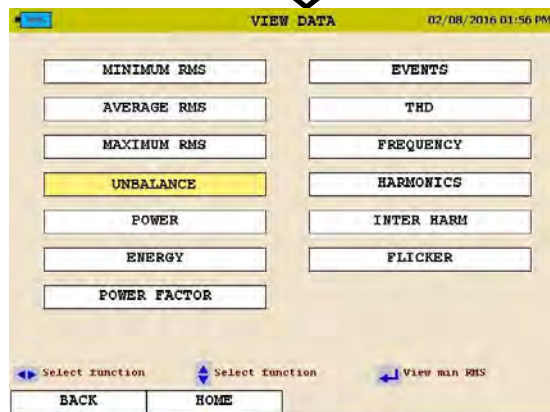 VIEW DATA 02/08/2016 01:56 PM
MINIMUM RMS EVENTS
AVERAGE RMS THD
MAXIMUM RMS FREQUENCY
UNBALANCE HARMONICS
POWER INTER HARM
ENERGY FLICKER
POWER FACTOR
Select function Select function View min RMS
BACK HOME